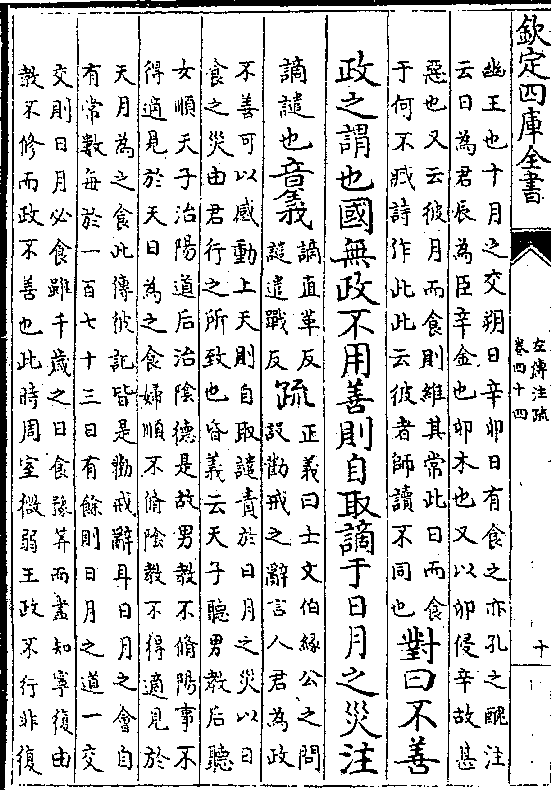 欽定四庫全書
左傳注疏
卷四十四
十
幽王也十月之交朔日辛卯日有食之亦孔之醜注
云日為君辰為臣辛金也卯木也又以卯侵辛故甚
惡也又云彼月而食則維其常此日而食
于何不臧詩作此此云彼者師讀不同也
對曰不善
政之謂也國無政不用善則自取謫于日月之災注
謫譴也音義
謫直革反
譴遣戰反
疏
正義曰士文伯緣公之問
設勸戒之辭言人君為政
不善可以感動上天則自取譴責於日月之災以日
食之災由君行之所致也昏義云天子聽男教后聽
女順天子治陽道后治陰德是故男教不脩陽事不
得適見於天日為之食婦順不脩陰教不得適見於
天月為之食此傳彼記皆是勸戒辭耳日月之會自
有常數每於一百七十三日有餘則日月之道一交
交則日月必食雖千歲之日食豫筭而盡知寧復由
教不修而政不善也此時周室微弱王政不行非復